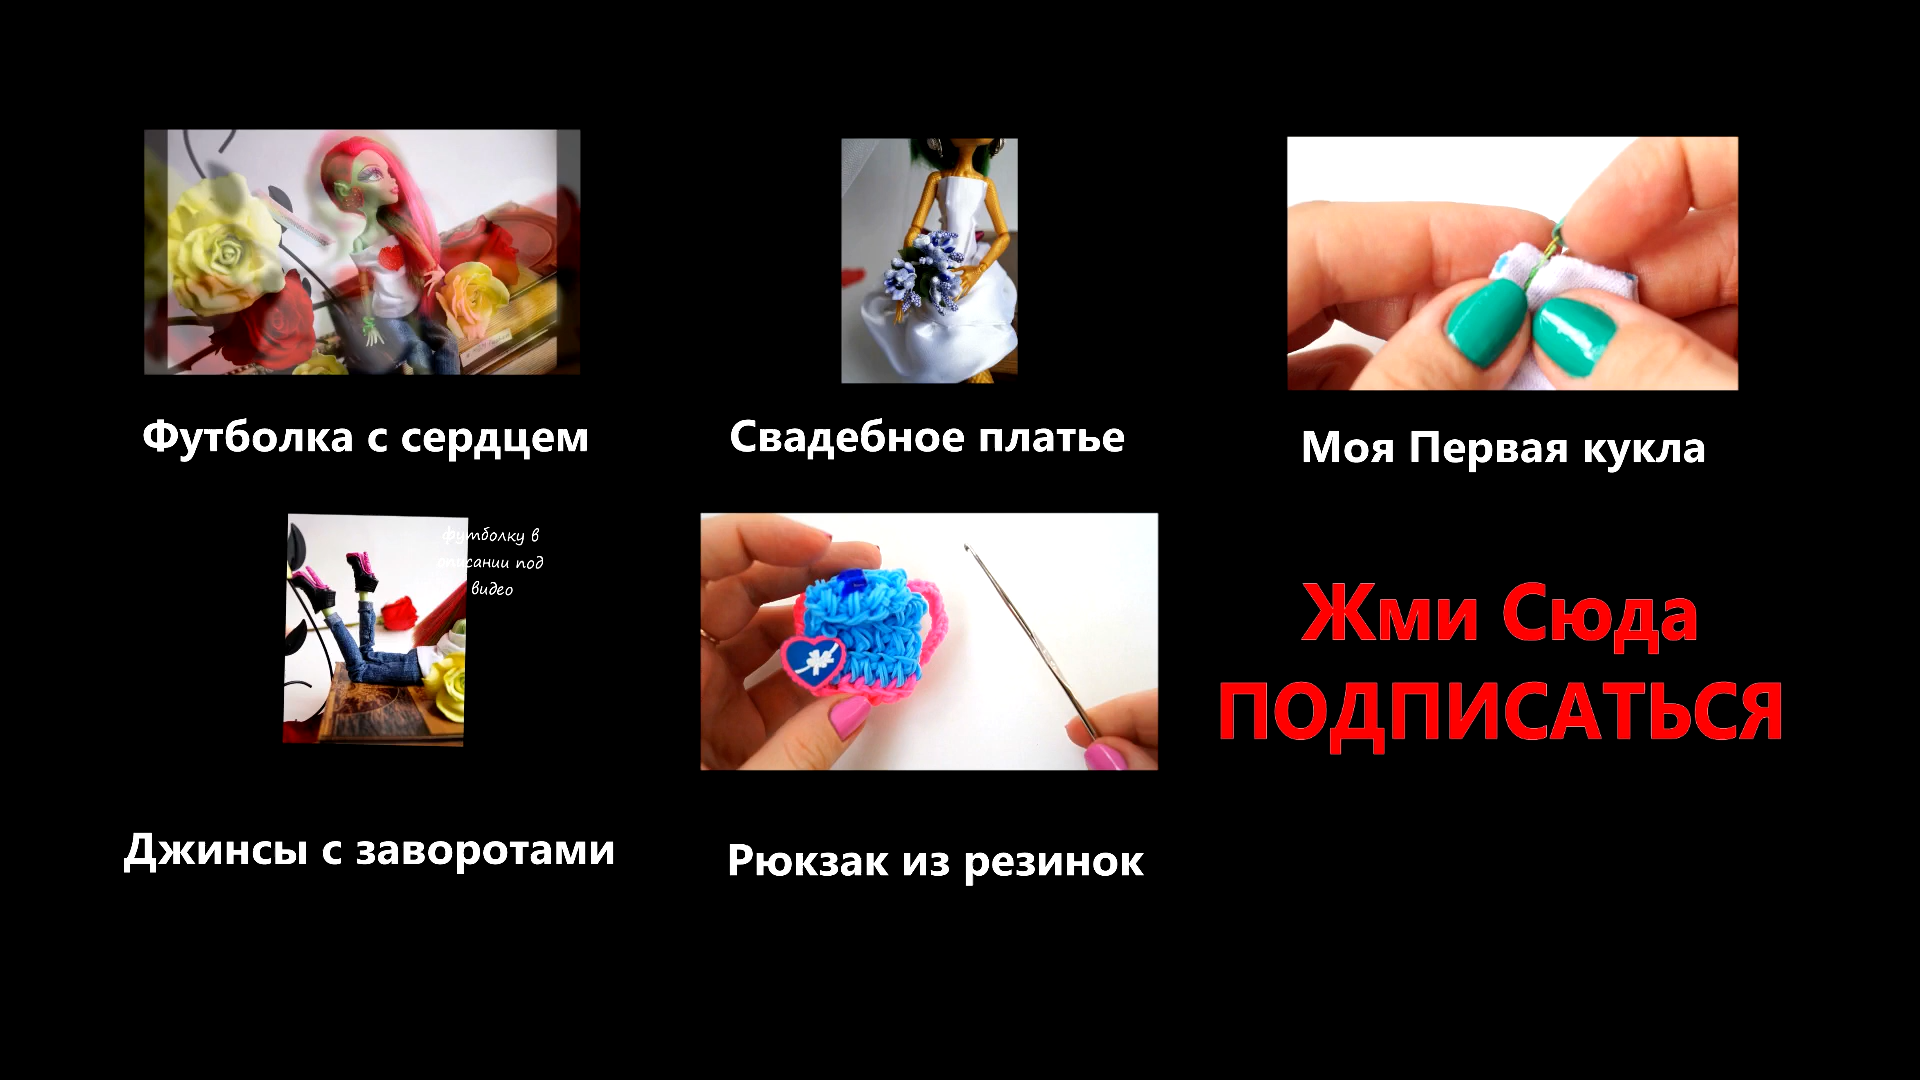 Футболка с сердцем
Свадебное платье
Моя Первая кукла
футболку в
описании под
видео
Жми Сюда
ПОДПИСАТЬСЯ
Джинсы с заворотами
Рюкзак из резинок